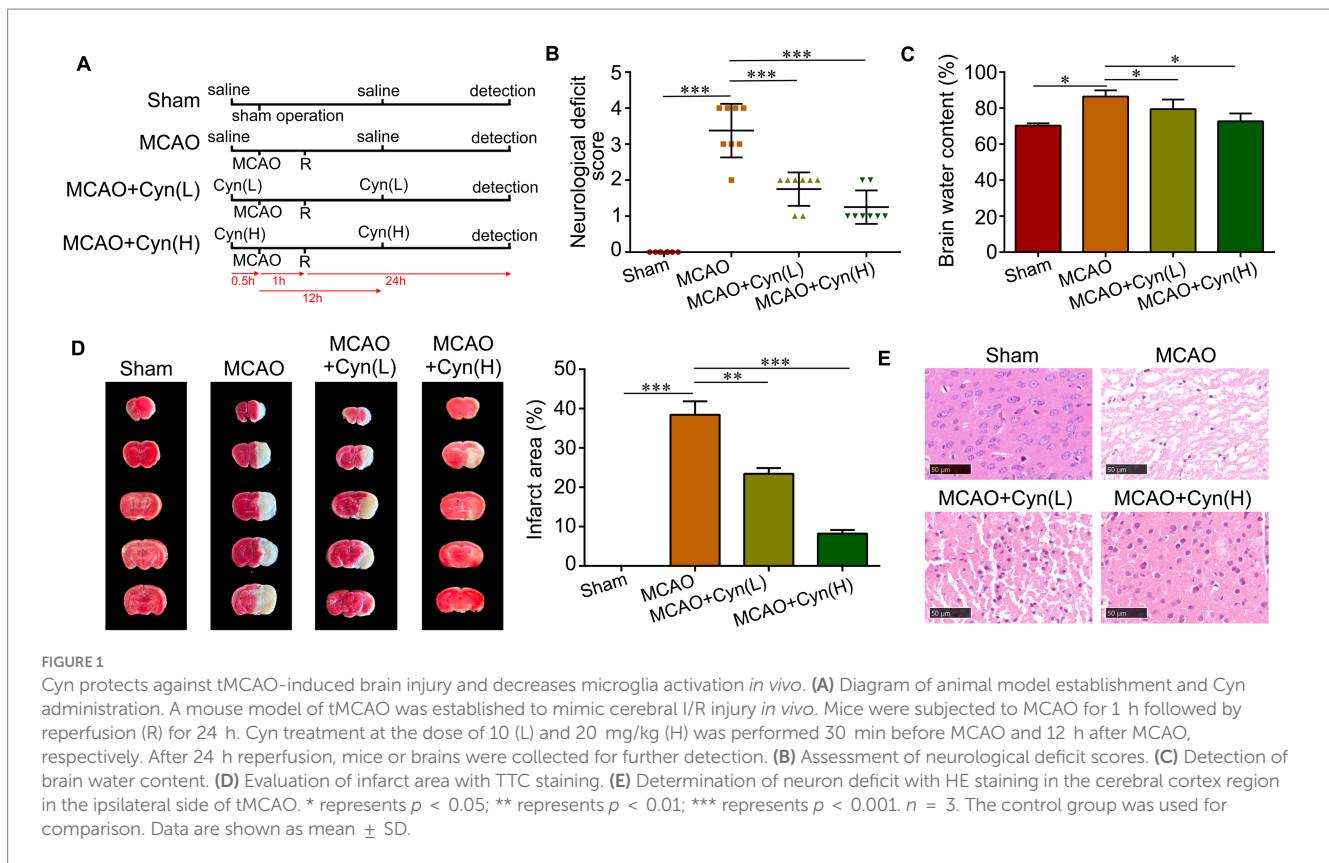 A
Sham
saline
saline
detection
sham operation
MCAO
saline
saline
detection
MCAO
R
MCAO+Cyn(L)
Cyn(L)
Cyn(L)
detection
MCAO
R
MCAO+Cyn(H)
Cyn(H)
Cyn(H)
detection
MCAO
R
0.5h
1h
24h
12h
B
Neurological deficit
score
5
4
3
2
1
0
***
***
***
Sham
MCAO
MCAO+Cyn(L)
MCAO+Cyn(H)
C
Brain water content (%)
100
80
60
40
20
0
*
*
*
Sham
MCAO
MCAO+Cyn(L)
MCAO+Cyn(H)
D
Sham
MCAO
MCAO
+Cyn(L)
MCAO
+Cyn(H)
Infarct area (%)
50
40
30
20
10
0
***
**
***
Sham
MCAO
MCAO+Cyn(L)
MCAO+Cyn(H)
E
Sham
MCAO
50 µm
50 µm
MCAO+Cyn(L)
MCAO+Cyn(H)
50 µm
50 µm
FIGURE 1
Cyn protects against tMCAO-induced brain injury and decreases microglia activation in vivo. (A) Diagram of animal model establishment and Cyn
administration. A mouse model of tMCAO was established to mimic cerebral I/R injury in vivo. Mice were subjected to MCAO for 1 h followed by
reperfusion (R) for 24 h. Cyn treatment at the dose of 10 (L) and 20 mg/kg (H) was performed 30 min before MCAO and 12 h after MCAO,
respectively. After 24 h reperfusion, mice or brains were collected for further detection. (B) Assessment of neurological deficit scores. (C) Detection of
brain water content. (D) Evaluation of infarct area with TTC staining. (E) Determination of neuron deficit with HE staining in the cerebral cortex region
in the ipsilateral side of tMCAO. * represents p < 0.05; ** represents p < 0.01; *** represents p < 0.001. n = 3. The control group was used for
comparison. Data are shown as mean ± SD.